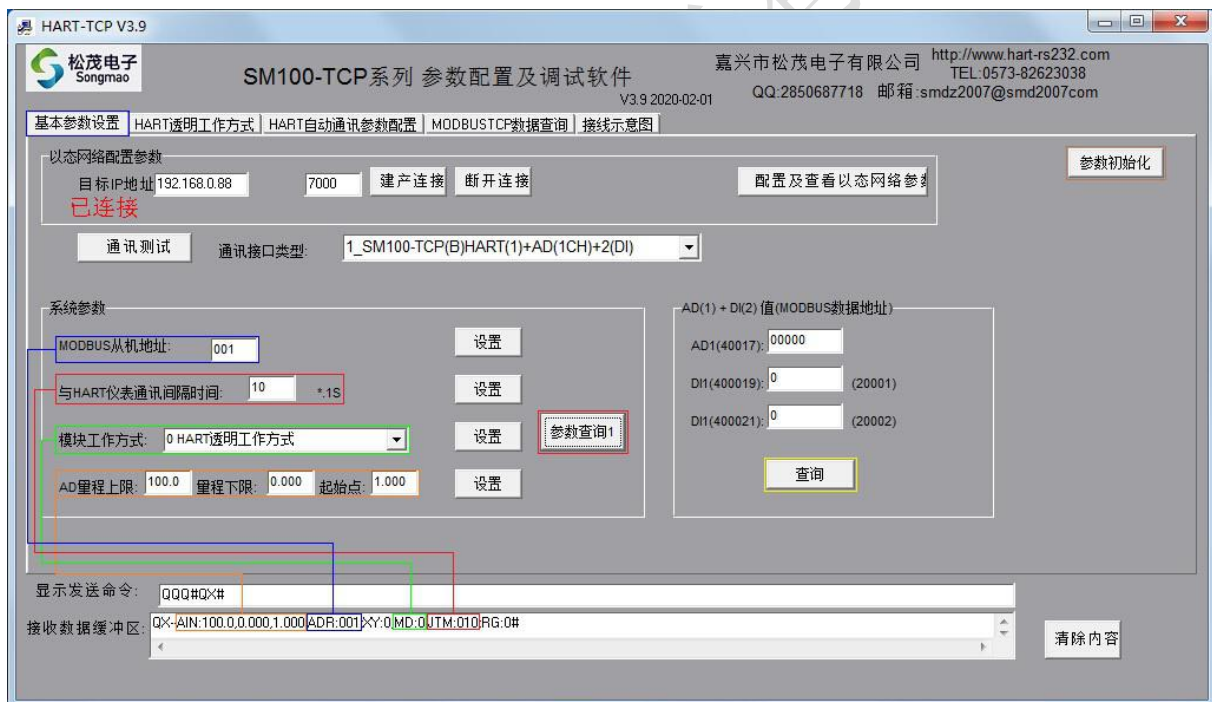 HART-TCP V3.9
松茂电子
Songmao
SM100-TCP系列 参数配置及调试软件
V3.9 2020-02-01
嘉兴市松茂电子有限公司 http://www.hart-rs232.com
TEL:0573-82623038
QQ:2850687718 邮箱:smdz2007@smd2007com
基本参数设置 HART透明工作方式 HART自动通讯参数配置 MODBUSTCP数据查询 接线示意图
以态网络配置参数
目标IP地址 192.168.0.88 7000 建产连接 断开连接 配置及查看以态网络参
参数初始化
已连接
通讯测试 通讯接口类型: 1_SM100-TCP(B)HART(1)+AD(1CH)+2(DI)
系统参数
MODBUS从机地址: 001 设置
与HART仪表通讯间隔时间: 10 *.1S 设置
模块工作方式: 0 HART透明工作方式 设置 参数查询1
AD量程上限: 100.0 量程下限: 0.000 起始点: 1.000 设置
AD(1) + DI(2) 值(MODBUS数据地址)
AD1(40017): 00000
DI1(400019): 0 (20001)
DI1(400021): 0 (20002)
查询
显示发送命令: QQQ#QX#
接收数据缓冲区: QX-AIN:100.0,0.000,1.000,ADR:001,XY:0,MD:0,JTM:010;RG:0#
清除内容